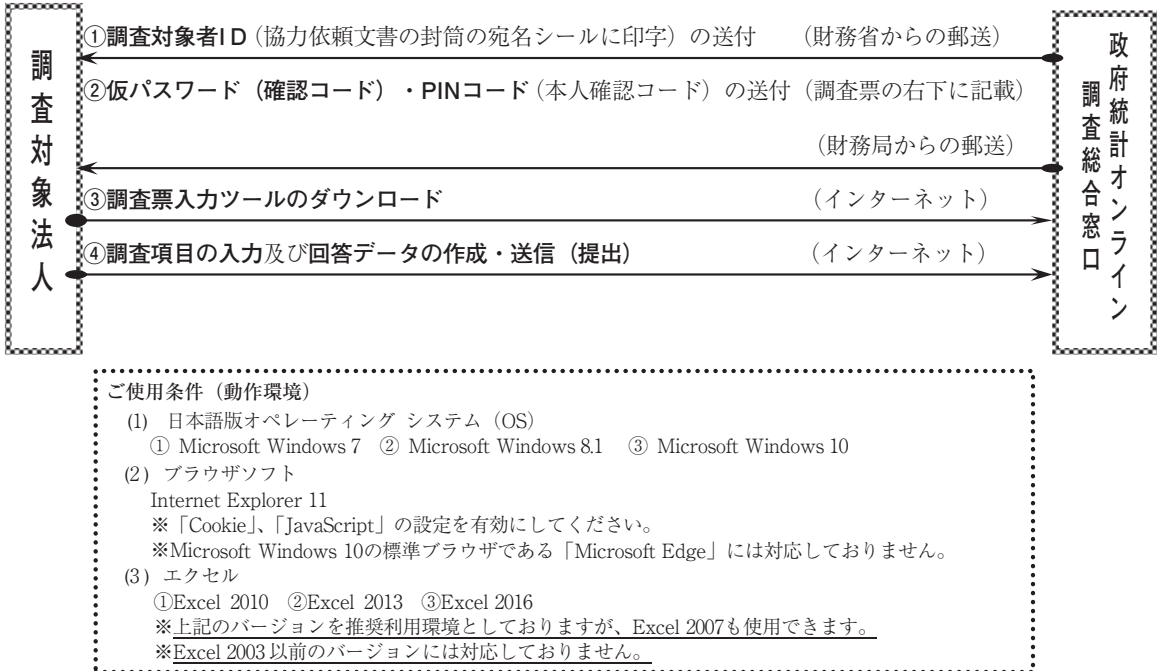 調査対象法人
①調査対象者ID(協力依頼文書の封筒の宛名シールに印字)の送付 (財務省からの郵送)
②仮パスワード(確認コード)・PINコード(本人確認コード)の送付(調査票の右下に記載)
(財務局からの郵送)
③調査票入力ツールのダウンロード (インターネット)
④調査項目の入力及び回答データの作成・送信(提出) (インターネット)
政府統計オンライン
調査総合窓口
ご使用条件(動作環境)
(1) 日本語版オペレーティング システム(OS)
① Microsoft Windows 7 ② Microsoft Windows 8.1 ③ Microsoft Windows 10
(2) ブラウザソフト
Internet Explorer 11
※「Cookie」、「JavaScript」の設定を有効にしてください。
※Microsoft Windows 10の標準ブラウザである「Microsoft Edge」には対応しておりません。
(3) エクセル
①Excel 2010 ②Excel 2013 ③Excel 2016
※上記のバージョンを推奨利用環境としておりますが、Excel 2007も使用できます。
※Excel 2003以前のバージョンには対応しておりません。